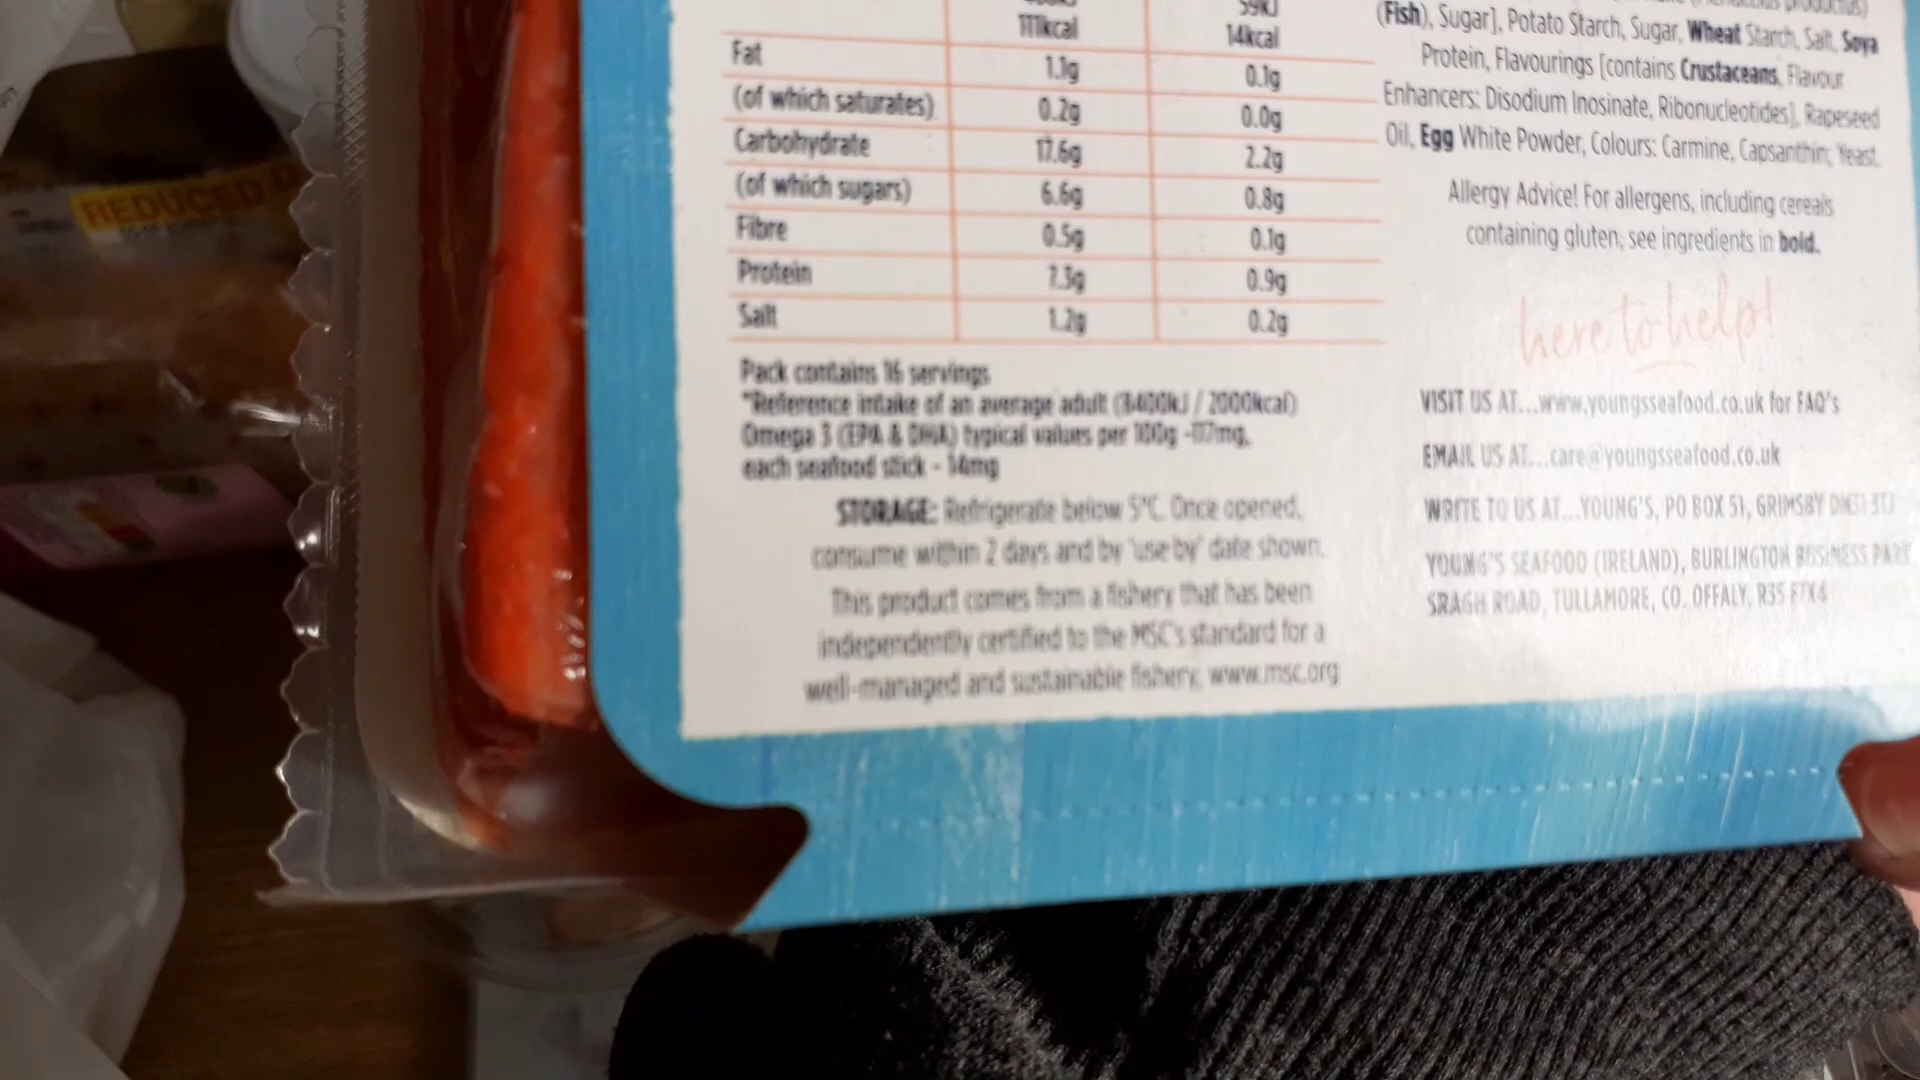 REDUCED
59kJ
111kcal 14kcal
Fat 1.1g 0.1g
(of which saturates) 0.2g 0.0g
Carbohydrate 17.6g 2.2g
(of which sugars) 6.6g 0.8g
Fibre 0.5g 0.1g
Protein 7.3g 0.9g
Salt 1.2g 0.2g
Pack contains 16 servings
*Reference intake of an average adult (8400kJ / 2000kcal)
Omega 3 (EPA & DHA) typical values per 100g -117mg,
each seafood stick - 14mg
STORAGE: Refrigerate below 5°C. Once opened,
consume within 2 days and by 'use by' date shown.
This product comes from a fishery that has been
independently certified to the MSC's standard for a
well-managed and sustainable fishery. www.msc.org
(Fish), Sugar], Potato Starch, Sugar, Wheat Starch, Salt, Soya
Protein, Flavourings [contains Crustaceans, Flavour
Enhancers: Disodium Inosinate, Ribonucleotides], Rapeseed
Oil, Egg White Powder, Colours: Carmine, Capsanthin; Yeast.
Allergy Advice! For allergens, including cereals
containing gluten, see ingredients in bold.
here to help!
VISIT US AT...www.youngsseafood.co.uk for FAQ's
EMAIL US AT...care@youngsseafood.co.uk
WRITE TO US AT...YOUNG'S, PO BOX 51, GRIMSBY
YOUNG'S SEAFOOD (IRELAND), BURLINGTON BUSINESS PARK
SRAGH ROAD, TULLAMORE, CO. OFFALY, R35